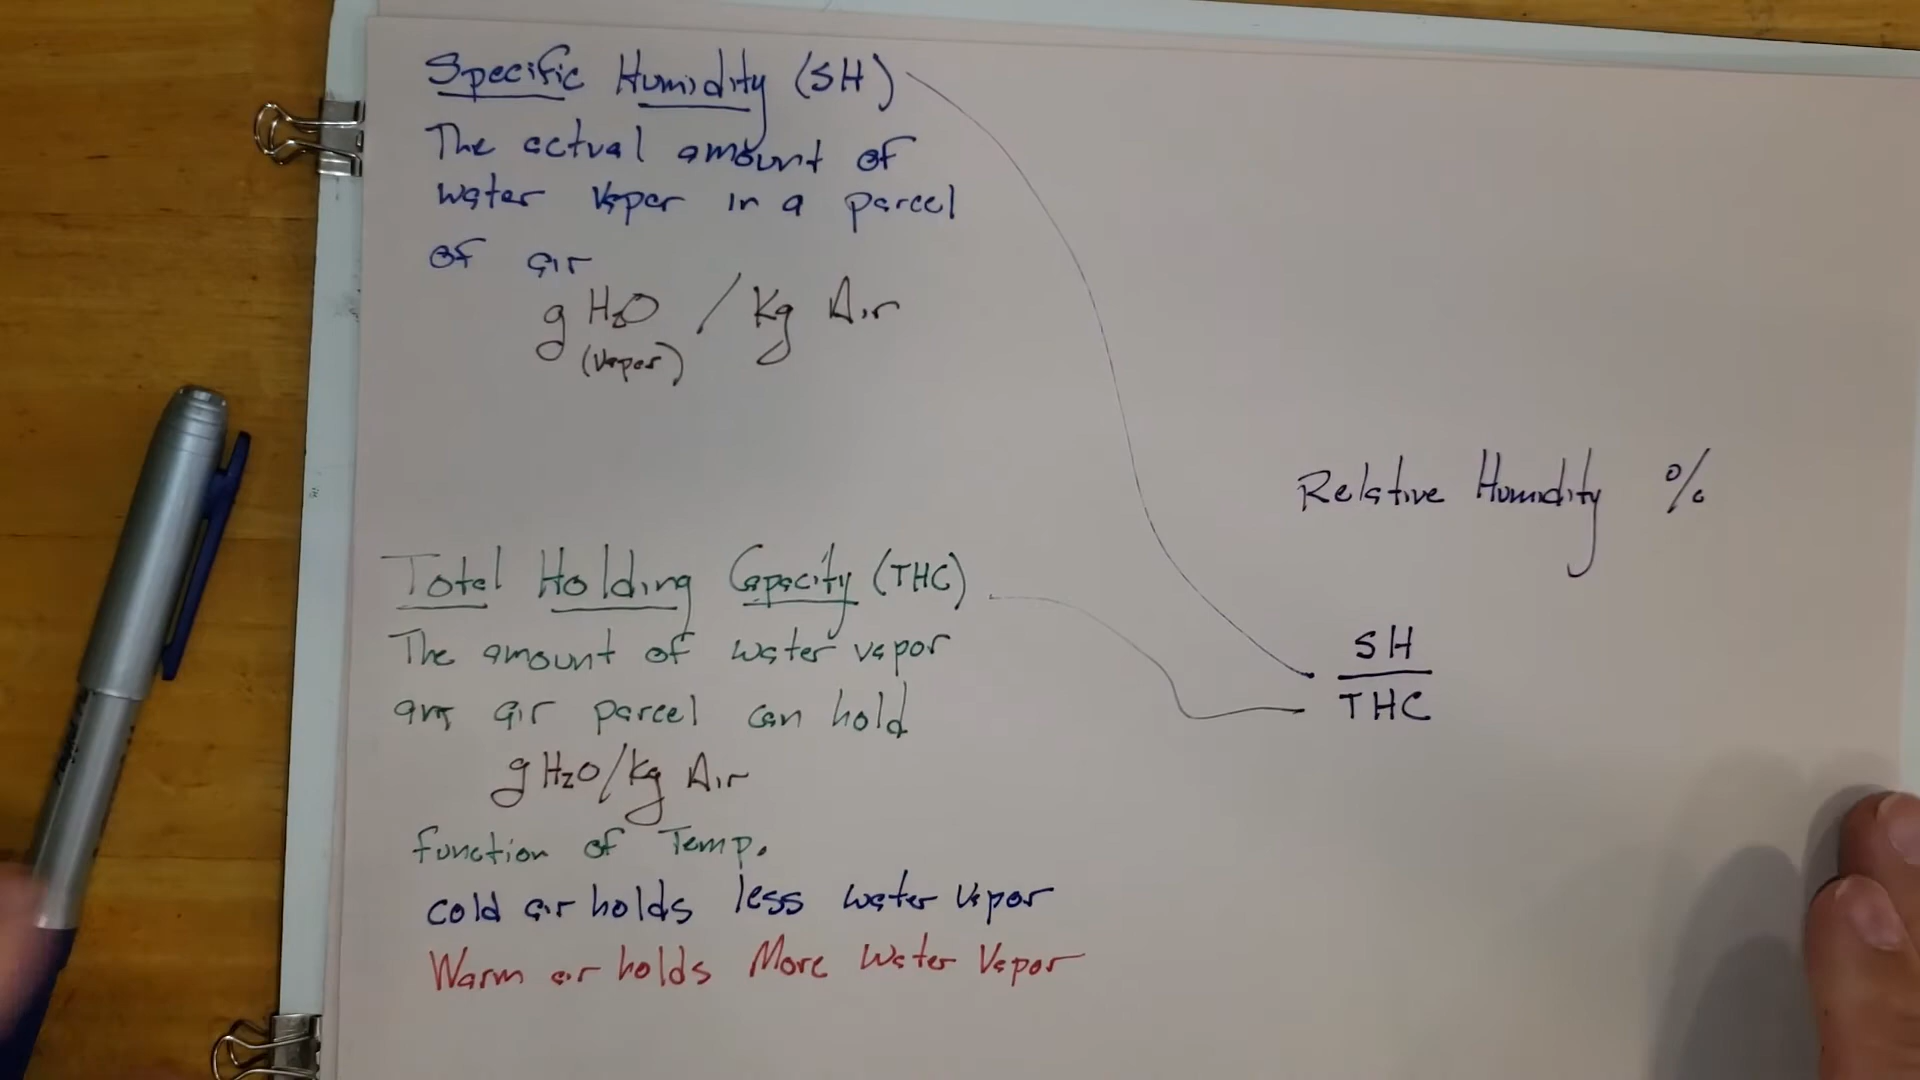 Specific Humidity (SH)
The actual amount of
water vapor in a parcel
of air
g H2O / Kg Air
(vapor)
Total Holding Capacity (THC)
The amount of water vapor
air parcel can hold
g H2O/Kg Air
function of Temp.
cold air holds less water vapor
Warm air holds More Water Vapor
Relative Humidity %
SH
THC